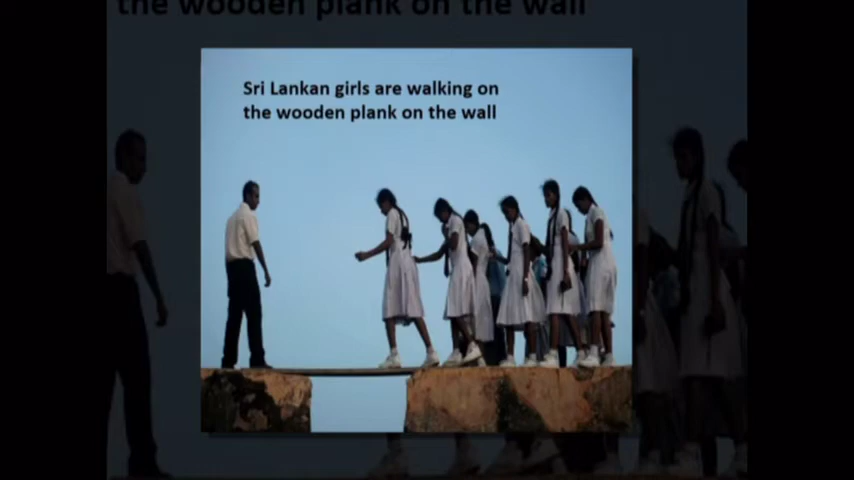 the wooden plank on the wall
Sri Lankan girls are walking on
the wooden plank on the wall